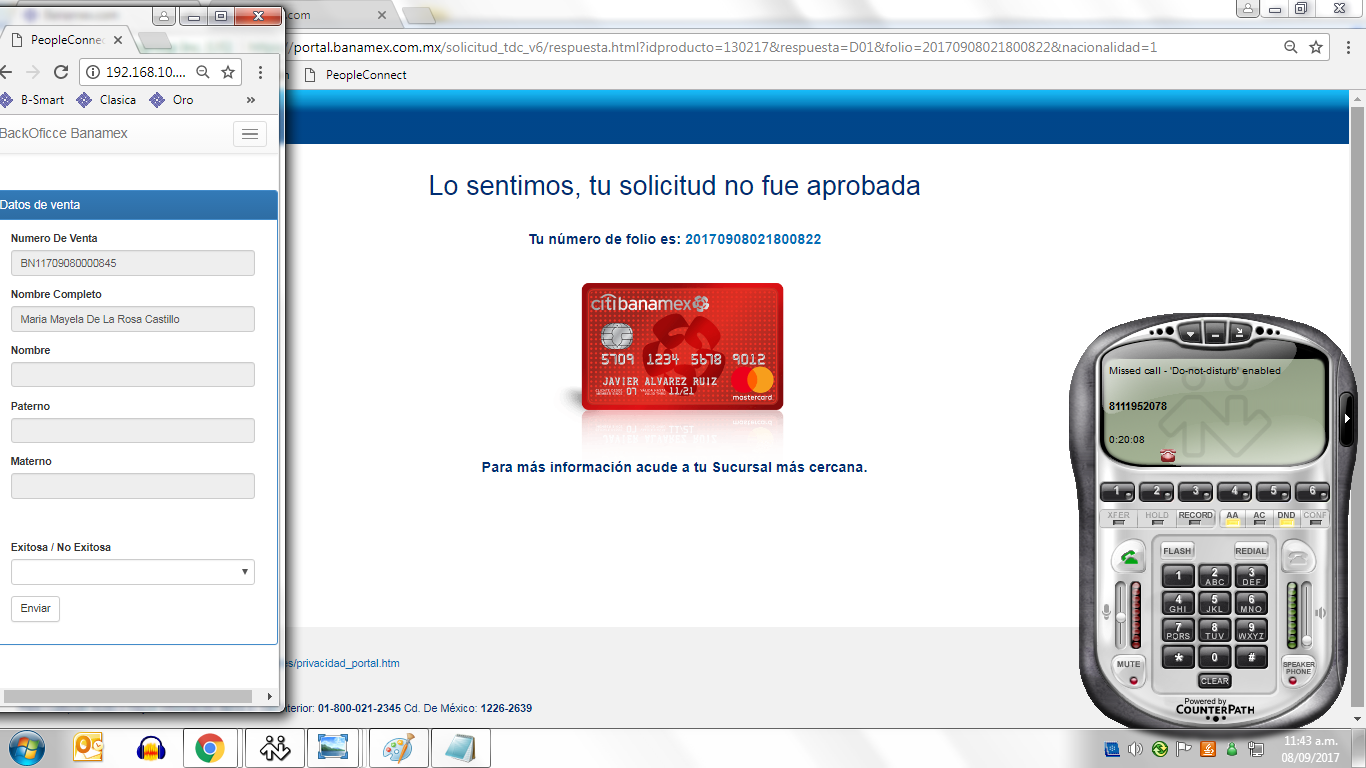 .com
PeopleConnec
192.168.10....
B-Smart Clasica Oro »
BackOficce Banamex
Datos de venta
Numero De Venta
BN11709080000845
Nombre Completo
Maria Mayela De La Rosa Castillo
Nombre
Paterno
Materno
Exitosa / No Exitosa
Enviar
/portal.banamex.com.mx/solicitud_tdc_v6/respuesta.html?idproducto=130217&respuesta=D01&folio=20170908021800822&nacionalidad=1
PeopleConnect
Lo sentimos, tu solicitud no fue aprobada
Tu número de folio es: 20170908021800822
citibanamex
5709 1234 5678 9012
JAVIER ALVAREZ RUIZ
07 11/21
mastercard
Para más información acude a tu Sucursal más cercana.
es/privacidad_portal.htm
terior: 01-800-021-2345 Cd. De México: 1226-2639
Missed call - 'Do-not-disturb' enabled
8111952078
0:20:08
1 2 3 4 5 6
XFER HOLD RECORD AA AC DND CONF
FLASH REDIAL
1 2 ABC 3 DEF
4 GHI 5 JKL 6 MNO
7 PQRS 8 TUV 9 WXYZ
* 0 #
MUTE CLEAR SPEAKER PHONE
Powered by
COUNTERPATH
11:43 a.m.
08/09/2017